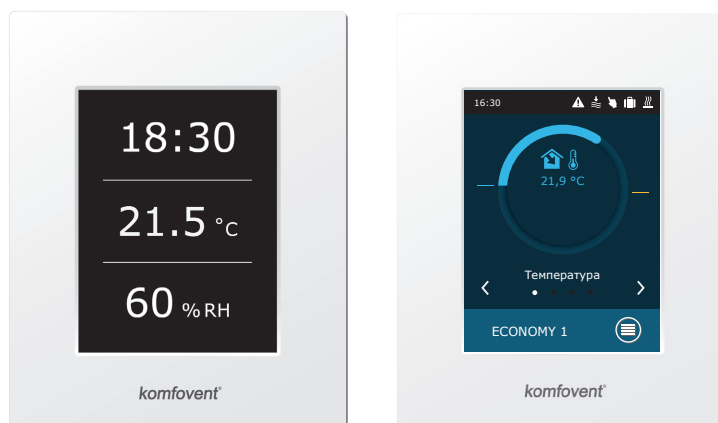 18:30
21.5 °C
60 % RH
komfovent®
16:30
21,9 °C
Температура
ECONOMY 1
komfovent®